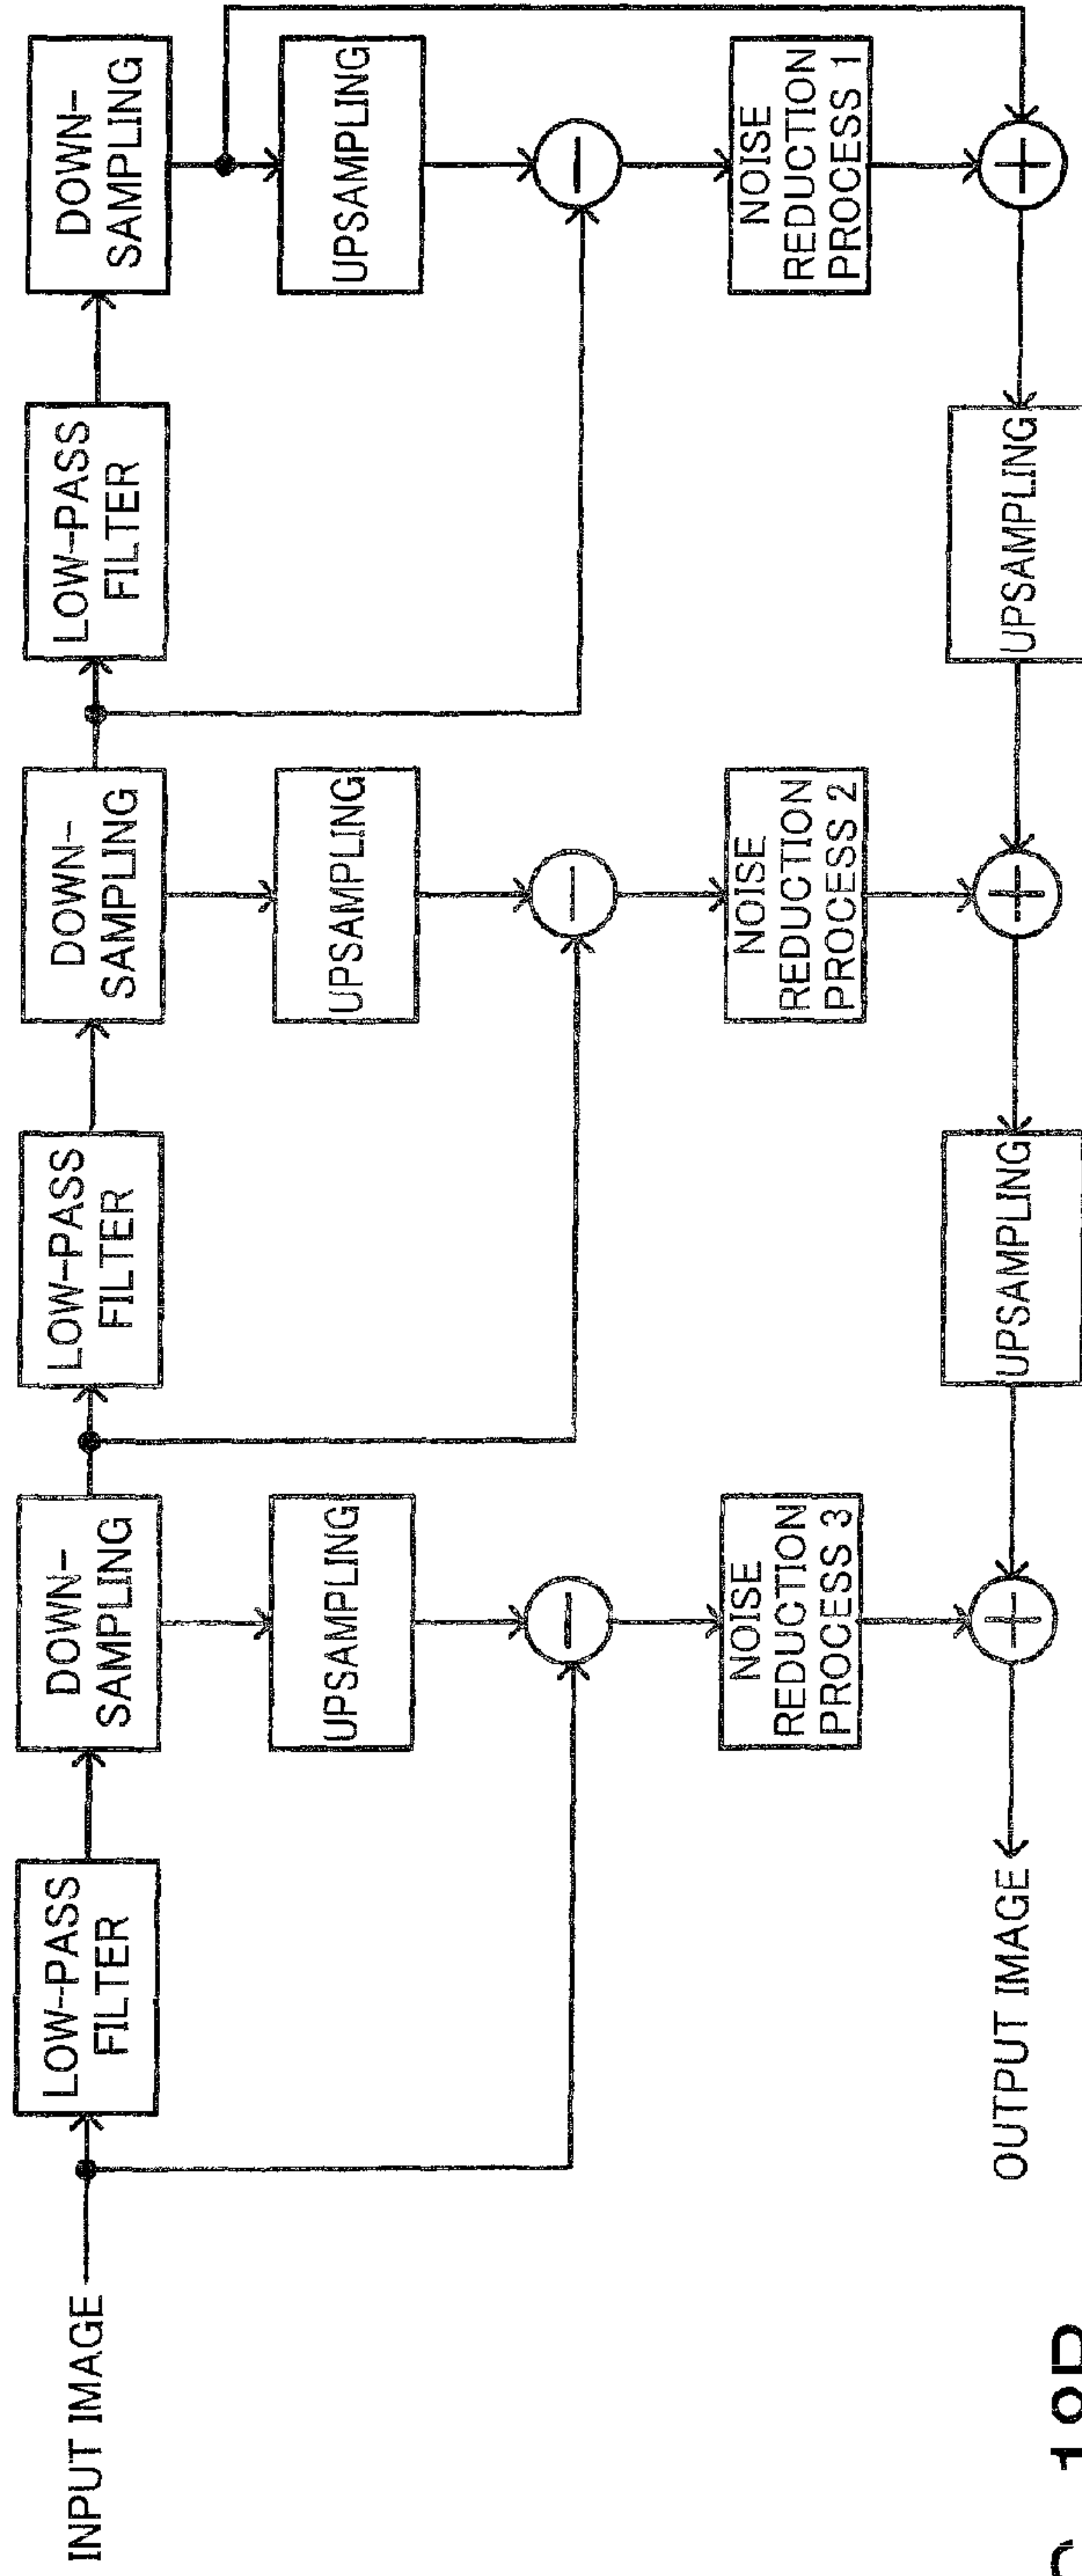 INPUT IMAGE
LOW-PASS
FILTER
DOWN-
SAMPLING
LOW-PASS
FILTER
DOWN-
SAMPLING
LOW-PASS
FILTER
DOWN-
SAMPLING
UPSAMPLING
UPSAMPLING
UPSAMPLING
NOISE
REDUCTION
PROCESS 3
NOISE
REDUCTION
PROCESS 2
NOISE
REDUCTION
PROCESS 1
OUTPUT IMAGE
UPSAMPLING
UPSAMPLING